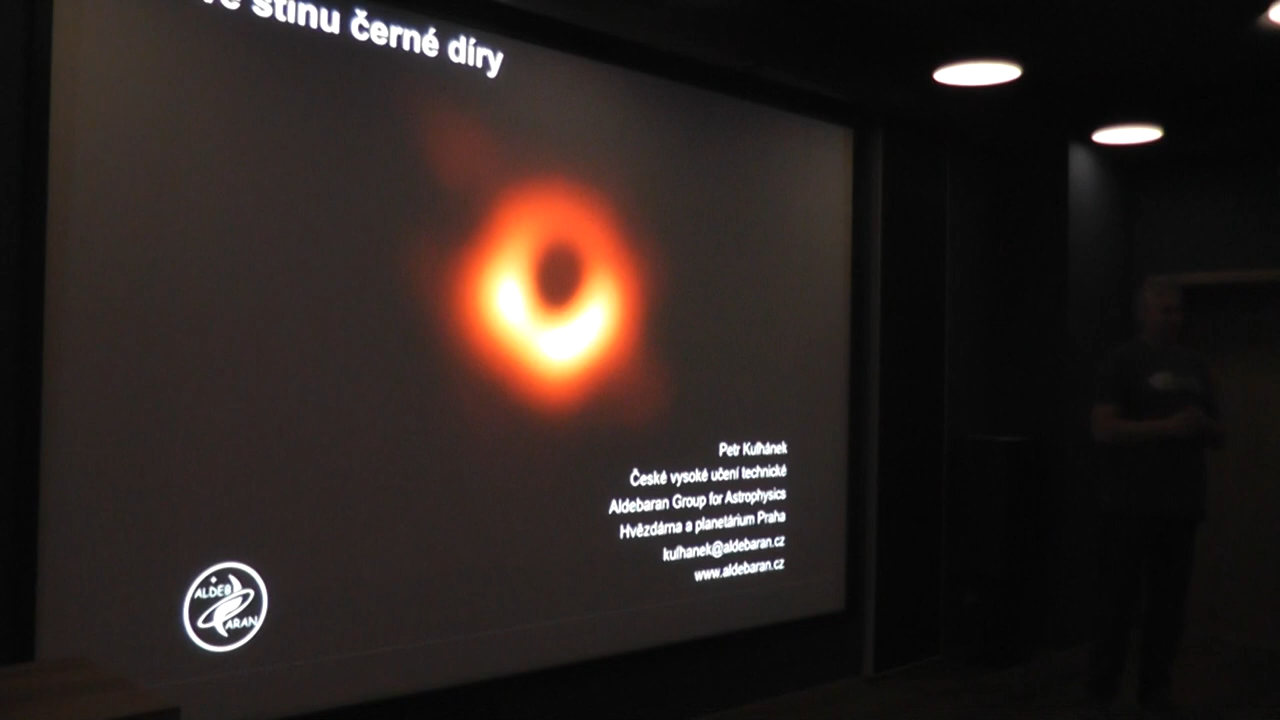 ve stínu černé díry
Petr Kulhánek
České vysoké učení technické
Aldebaran Group for Astrophysics
Hvězdárna a planetárium Praha
kulhanek@aldebaran.cz
www.aldebaran.cz
ALDEB
ARAN